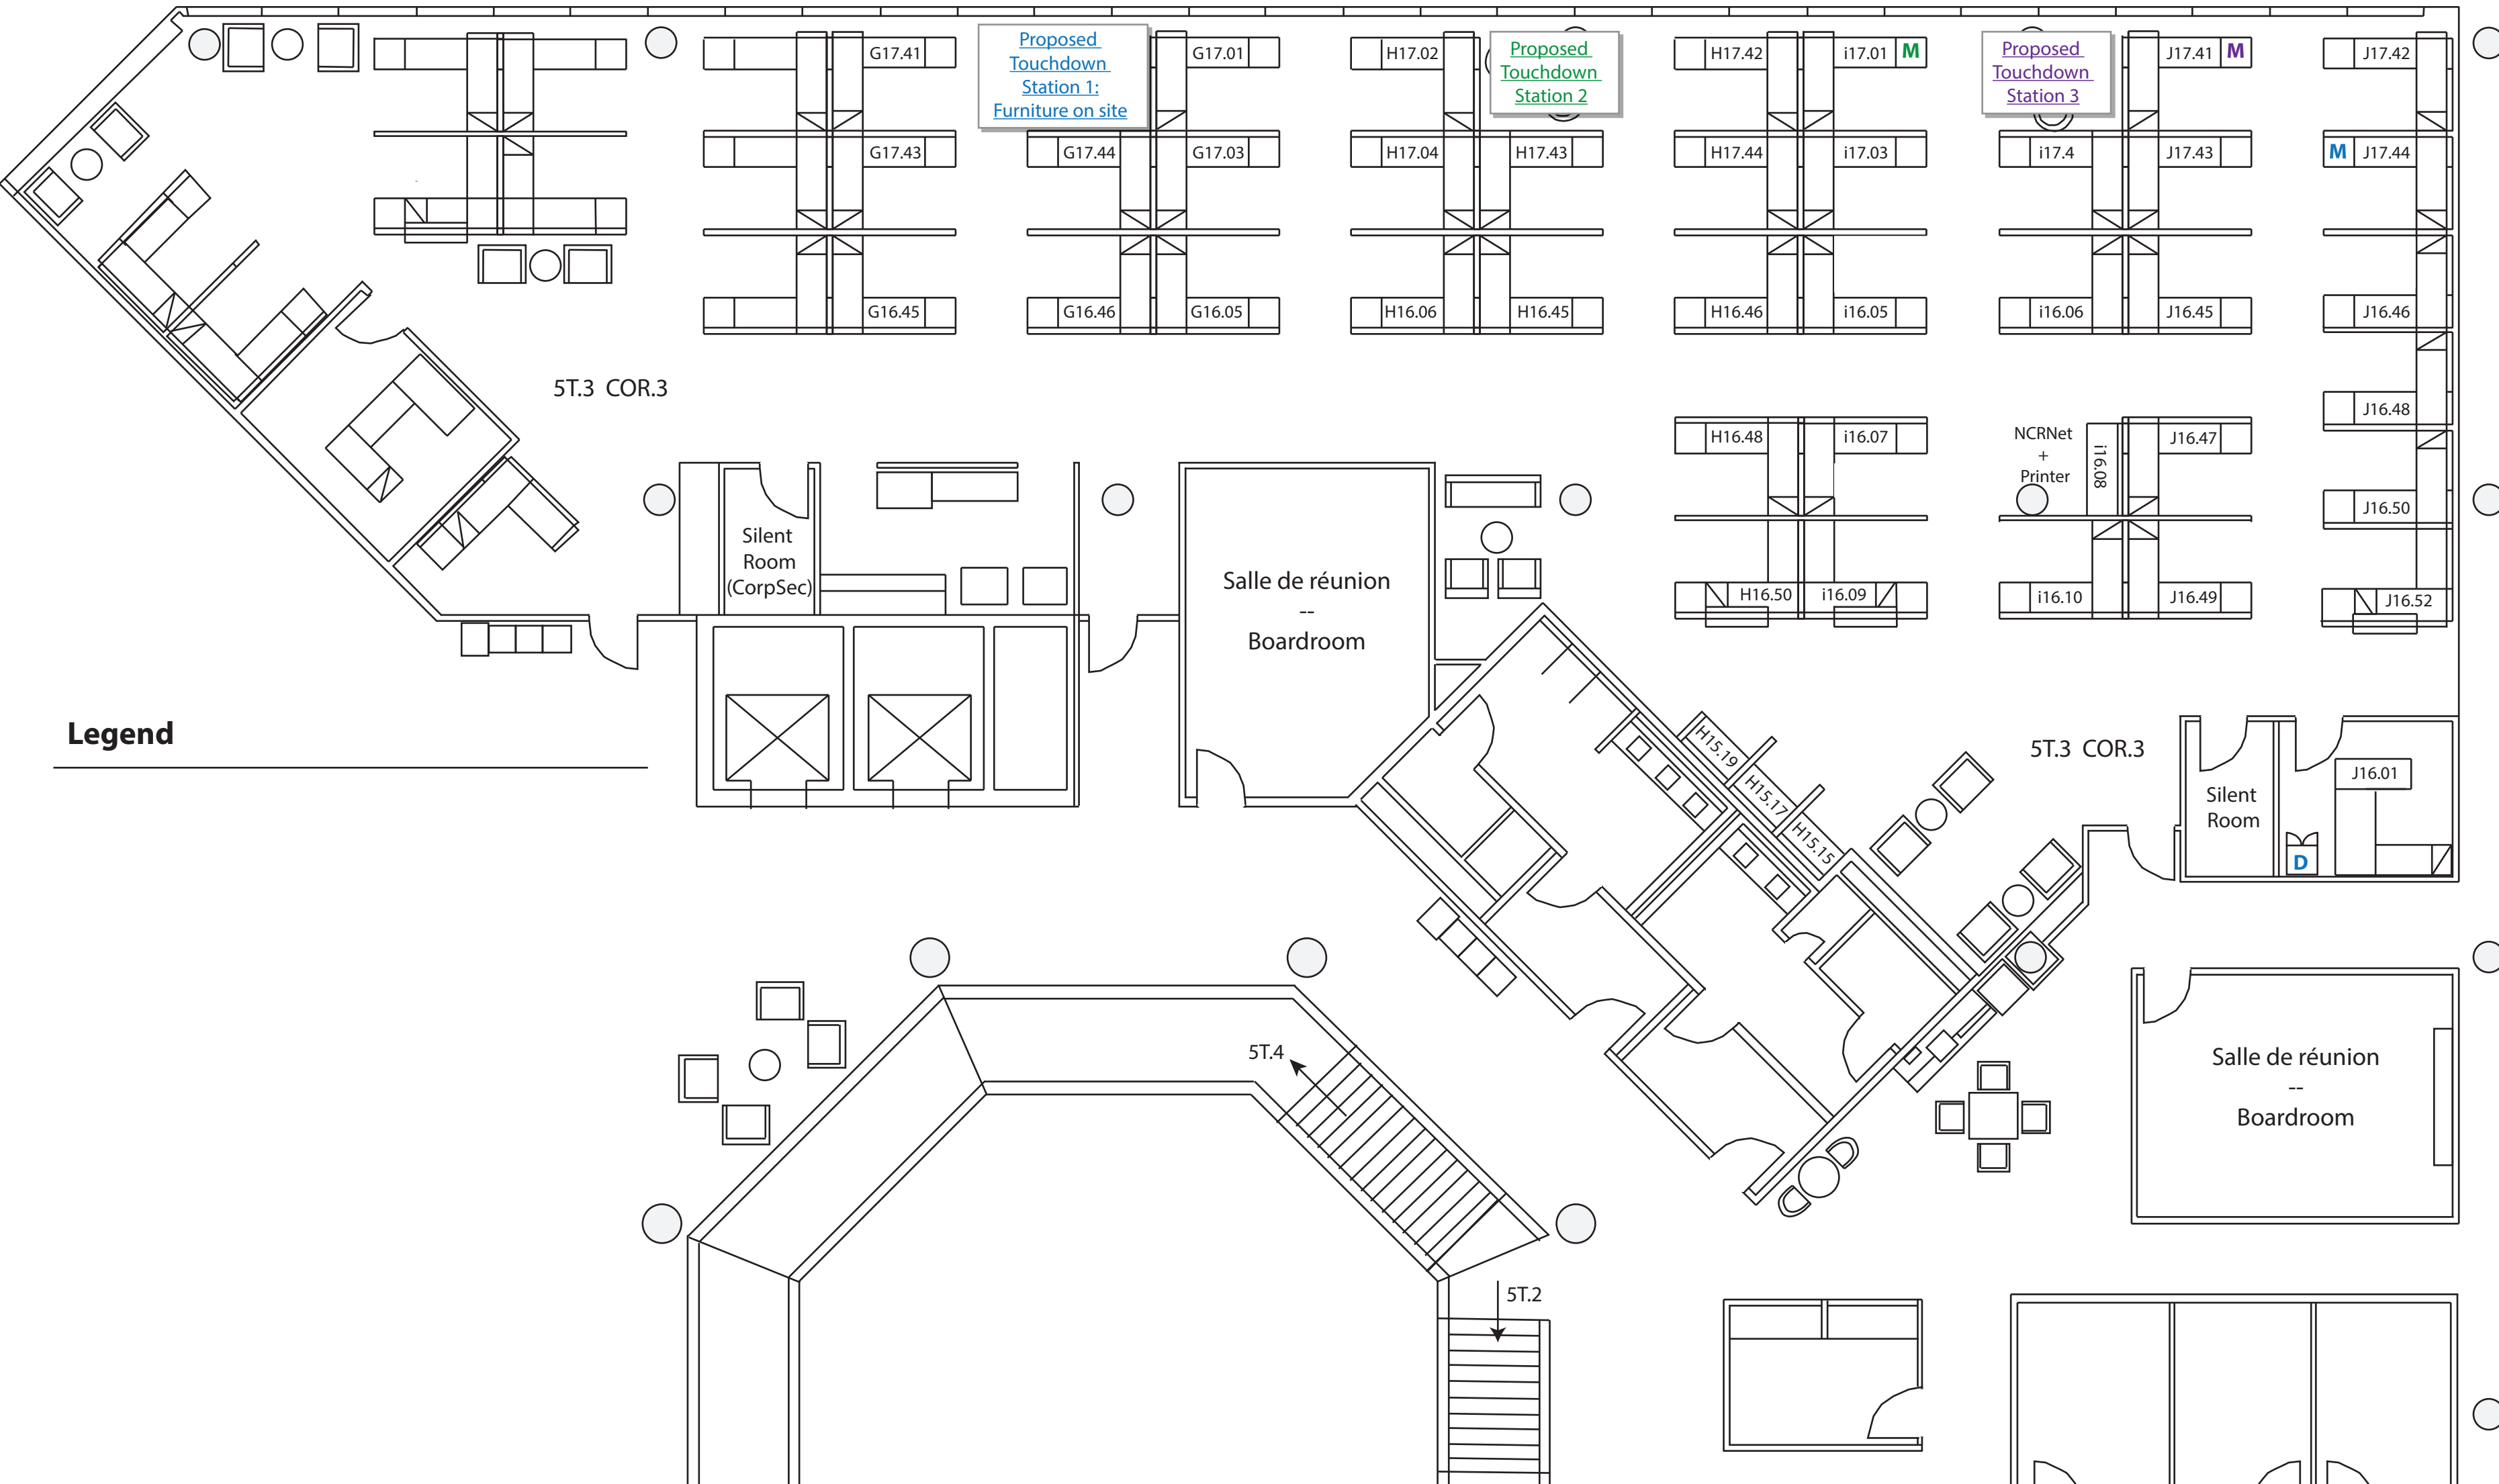 G17.41
Proposed
Touchdown
Station 1:
Furniture on site
G17.01
H17.02
Proposed
Touchdown
Station 2
H17.42
i17.01
M
Proposed
Touchdown
Station 3
J17.41
M
J17.42
G17.43
G17.44
G17.03
H17.04
H17.43
H17.44
i17.03
i17.4
J17.43
M
J17.44
G16.45
G16.46
G16.05
H16.06
H16.45
H16.46
i16.05
i16.06
J16.45
J16.46
5T.3 COR.3
H16.48
i16.07
NCRNet
+
Printer
i16.08
J16.47
J16.48
J16.50
Silent
Room
(CorpSec)
Salle de réunion
--
Boardroom
H16.50
i16.09
i16.10
J16.49
J16.52
Legend
H15.19
H15.17
H15.15
5T.3 COR.3
Silent
Room
J16.01
D
5T.4
Salle de réunion
--
Boardroom
5T.2